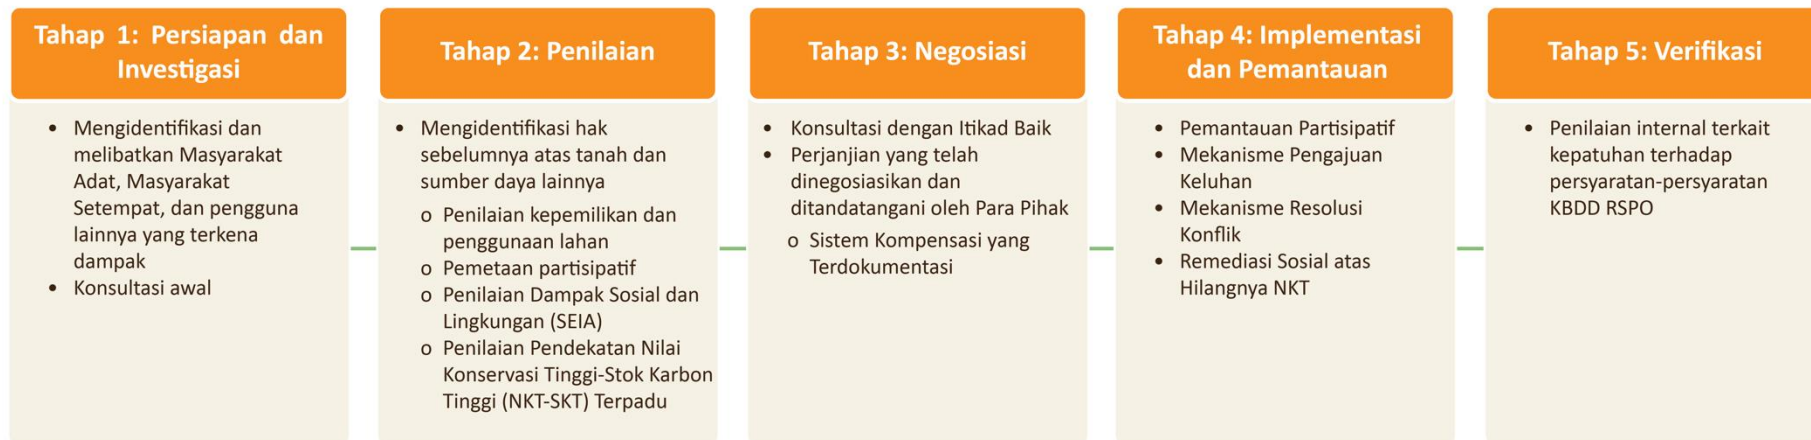 Tahap 1: Persiapan dan
Investigasi
• Mengidentifikasi dan
melibatkan Masyarakat
Adat, Masyarakat
Setempat, dan pengguna
lainnya yang terkena
dampak
• Konsultasi awal
Tahap 2: Penilaian
• Mengidentifikasi hak
sebelumnya atas tanah dan
sumber daya lainnya
o Penilaian kepemilikan dan
penggunaan lahan
o Pemetaan partisipatif
o Penilaian Dampak Sosial dan
Lingkungan (SEIA)
o Penilaian Pendekatan Nilai
Konservasi Tinggi-Stok Karbon
Tinggi (NKT-SKT) Terpadu
Tahap 3: Negosiasi
• Konsultasi dengan Itikad Baik
• Perjanjian yang telah
dinegosiasikan dan
ditandatangani oleh Para Pihak
o Sistem Kompensasi yang
Terdokumentasi
Tahap 4: Implementasi
dan Pemantauan
• Pemantauan Partisipatif
• Mekanisme Pengajuan
Keluhan
• Mekanisme Resolusi
Konflik
• Remediasi Sosial atas
Hilangnya NKT
Tahap 5: Verifikasi
• Penilaian internal terkait
kepatuhan terhadap
persyaratan-persyaratan
KBDD RSPO